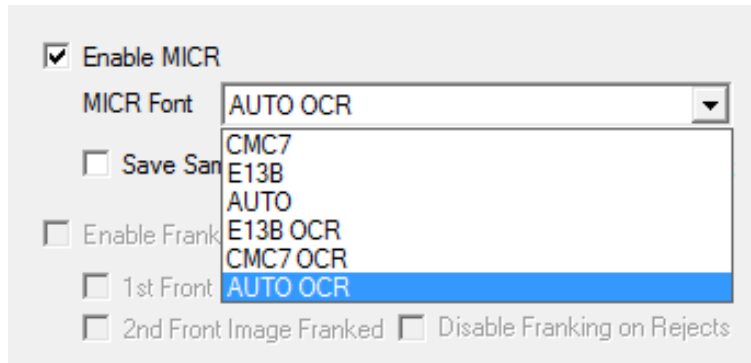 Enable MICR
MICR Font AUTO OCR
CMC7
Save Sam E13B
AUTO
Enable Frank E13B OCR
CMC7 OCR
1st Front AUTO OCR
2nd Front Image Franked Disable Franking on Rejects